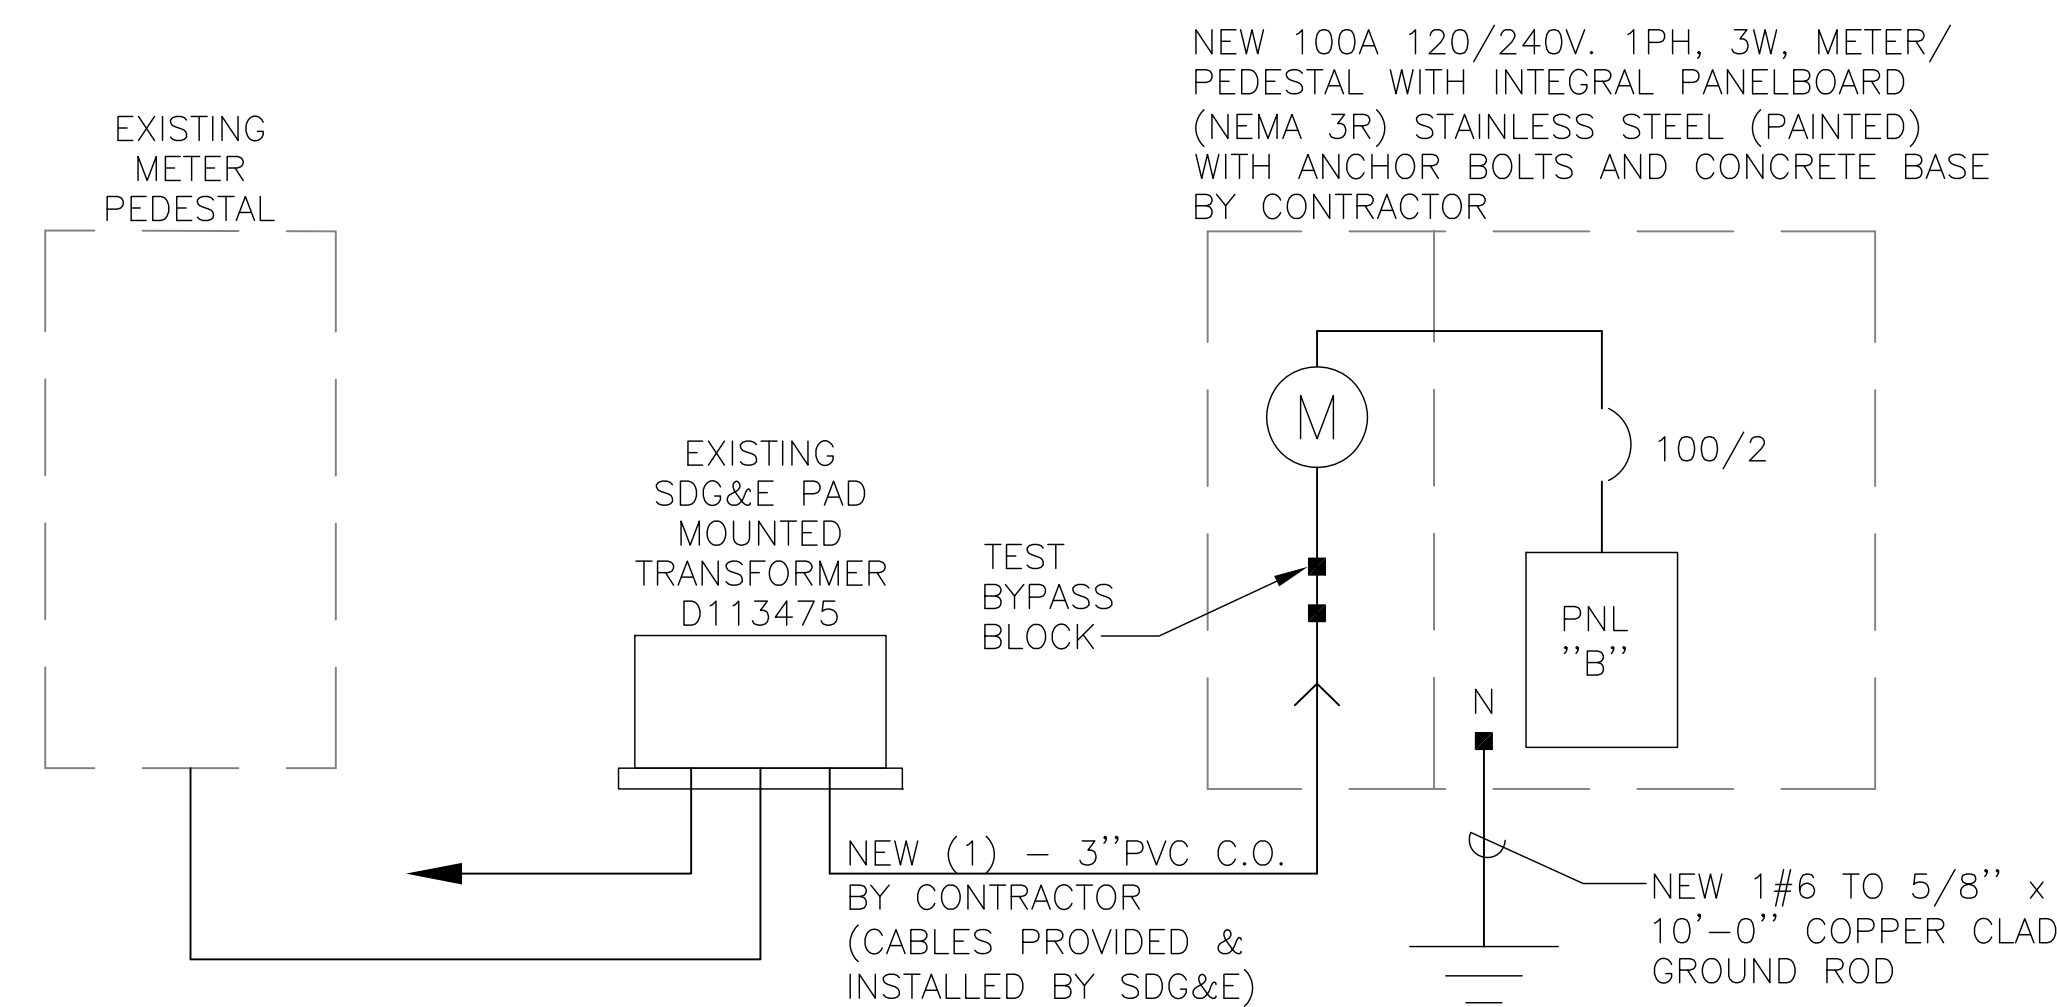 NEW 100A 120/240V. 1PH, 3W, METER/
PEDESTAL WITH INTEGRAL PANELBOARD
(NEMA 3R) STAINLESS STEEL (PAINTED)
WITH ANCHOR BOLTS AND CONCRETE BASE
BY CONTRACTOR
EXISTING
METER
PEDESTAL
EXISTING
SDG&E PAD
MOUNTED
TRANSFORMER
D113475
M
100/2
TEST
BYPASS
BLOCK
PNL
''B''
N
NEW (1) – 3''PVC C.O.
BY CONTRACTOR
(CABLES PROVIDED &
INSTALLED BY SDG&E)
NEW 1#6 TO 5/8'' x
10'–0'' COPPER CLAD
GROUND ROD